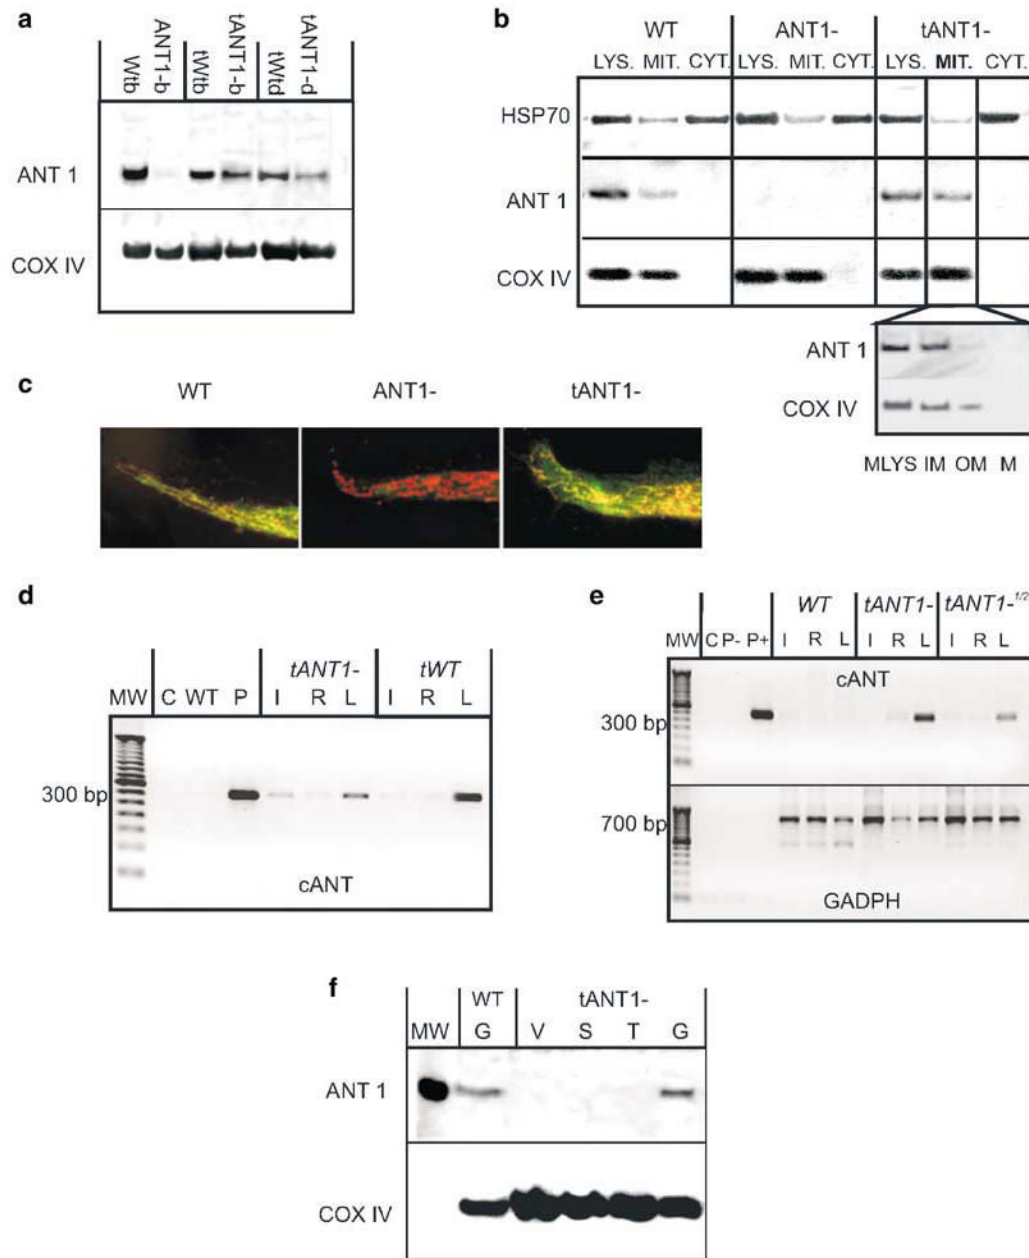 a
Wtb ANT1-b tWtb tANT1-b tWtd tANT1-d
ANT 1
COX IV
b
WT ANT1- tANT1-
LYS. MIT. CYT. LYS. MIT. CYT. LYS. MIT. CYT.
HSP70
ANT 1
COX IV
ANT 1
COX IV
MLYS IM OM M
c
WT ANT1- tANT1-
d
tANT1- tWT
MW C WT P I R L I R L
300 bp
cANT
e
WT tANT1- tANT1-1/2
MW C P- P+ I R L I R L I R L
cANT
300 bp
700 bp
GADPH
f
WT tANT1-
MW G V S T G
ANT 1
COX IV